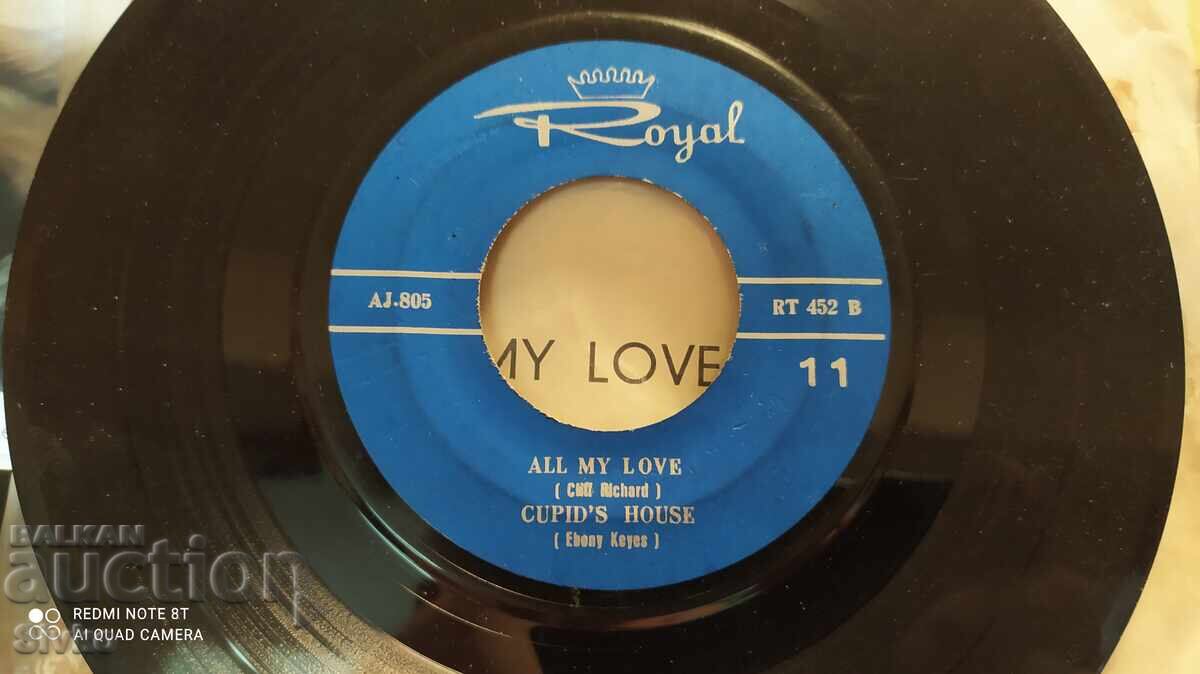 Royal
AJ.805
RT 452 B
11
MY LOVE
ALL MY LOVE
( Cliff Richard )
CUPID'S HOUSE
( Ebony Keyes )
BALKAN
auction
REDMI NOTE 8T
AI QUAD CAMERA